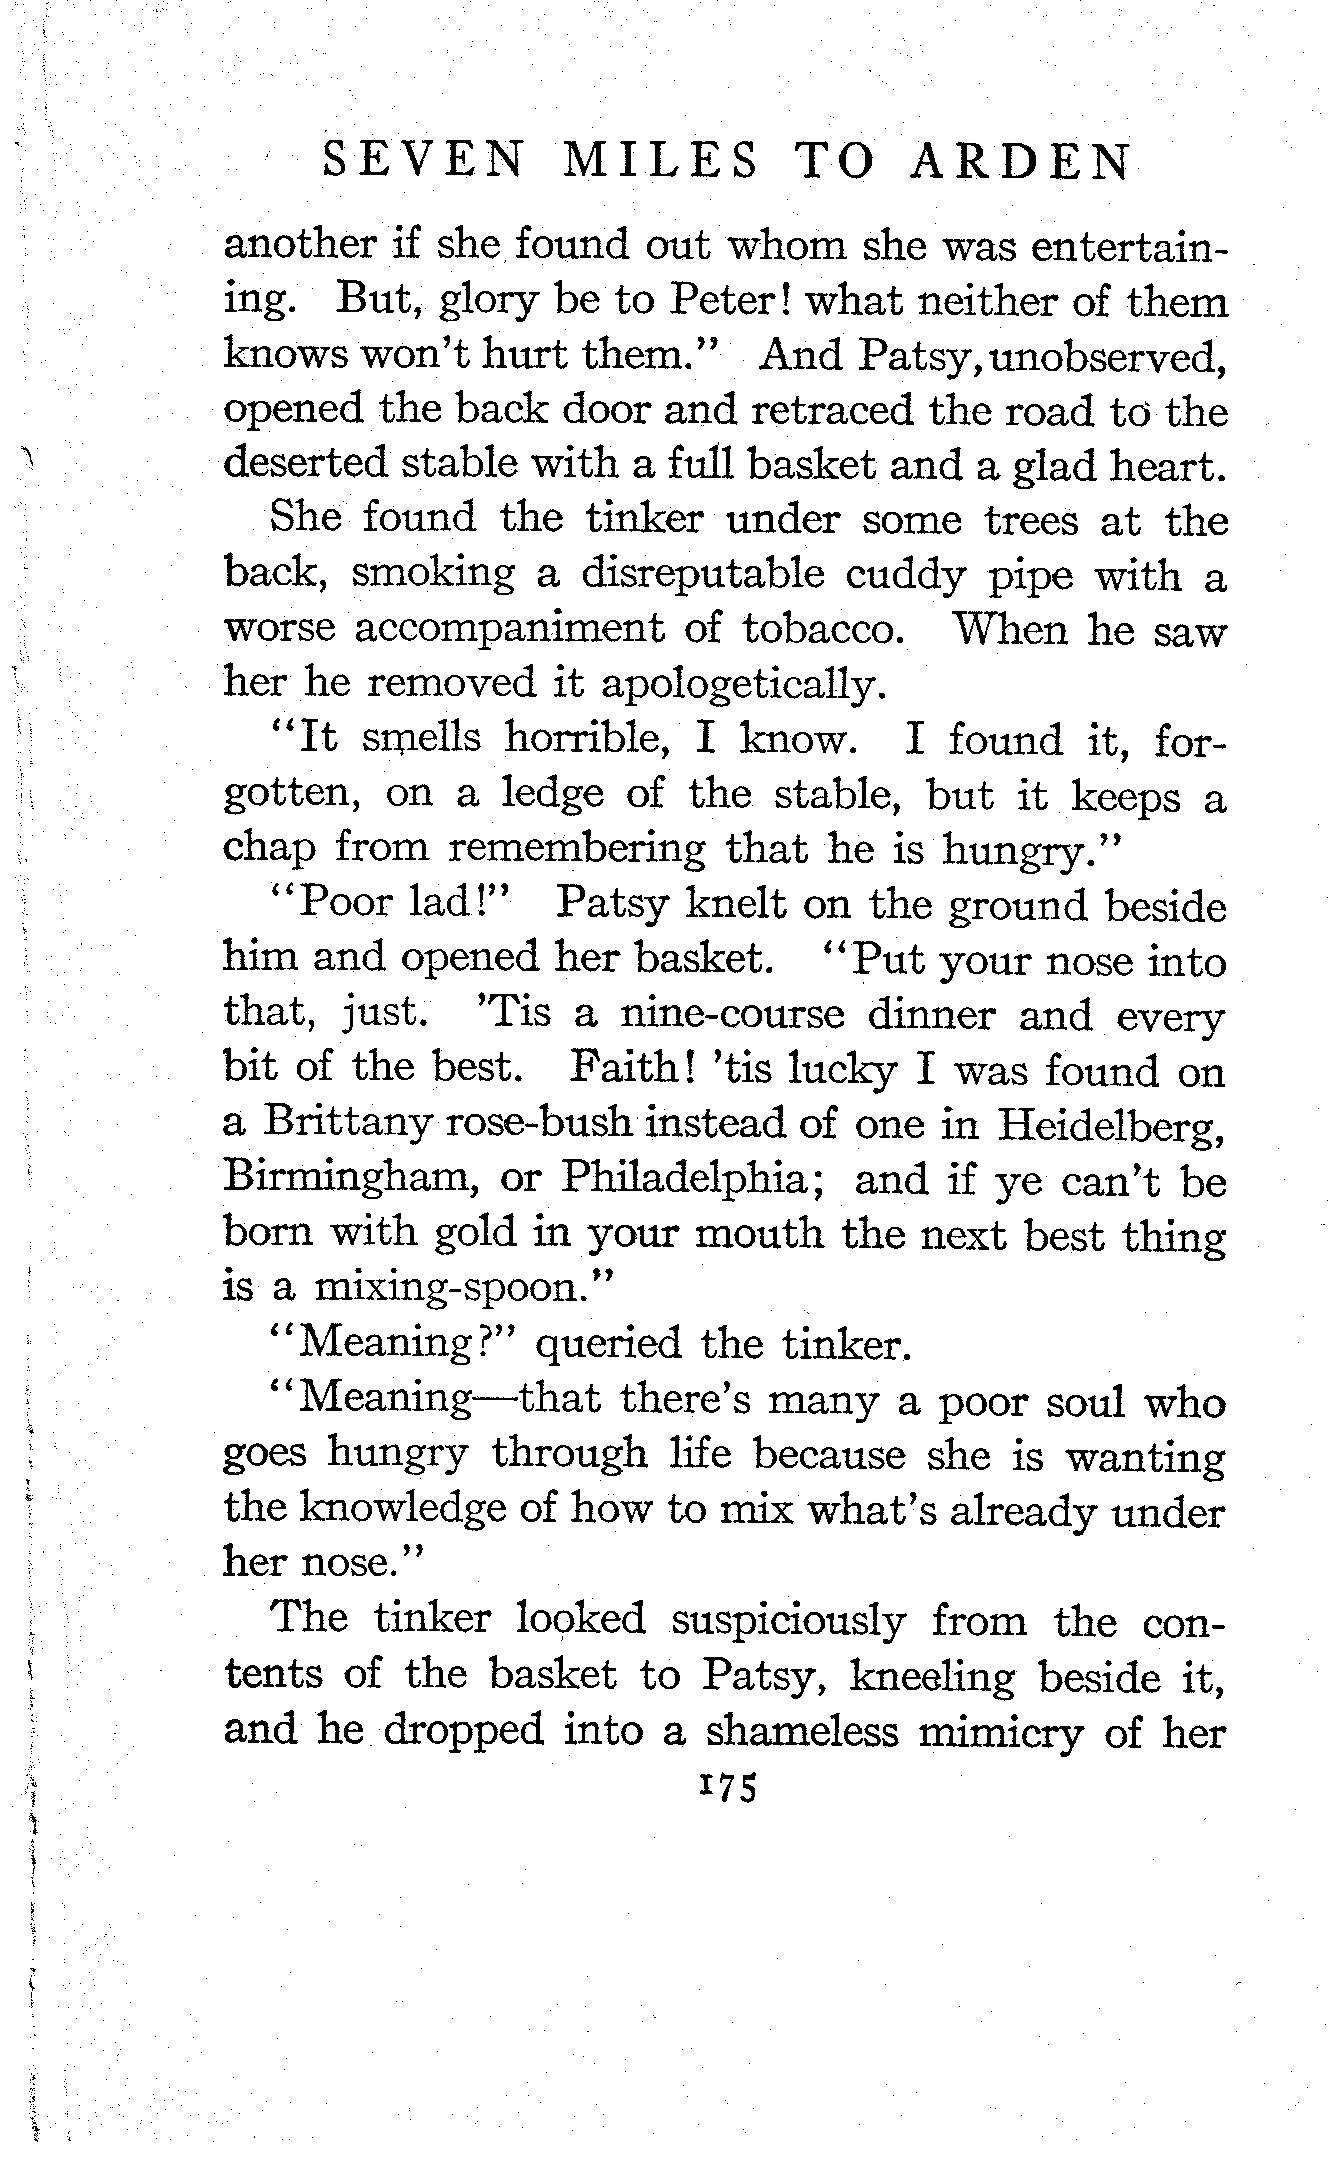 SEVEN MILES TO ARDEN
another if she found out whom she was entertain-
ing. But, glory be to Peter! what neither of them
knows won't hurt them." And Patsy, unobserved,
opened the back door and retraced the road to the
deserted stable with a full basket and a glad heart.
She found the tinker under some trees at the
back, smoking a disreputable cuddy pipe with a
worse accompaniment of tobacco. When he saw
her he removed it apologetically.
"It smells horrible, I know. I found it, for-
gotten, on a ledge of the stable, but it keeps a
chap from remembering that he is hungry."
"Poor lad!" Patsy knelt on the ground beside
him and opened her basket. "Put your nose into
that, just. 'Tis a nine-course dinner and every
bit of the best. Faith! 'tis lucky I was found on
a Brittany rose-bush instead of one in Heidelberg,
Birmingham, or Philadelphia; and if ye can't be
born with gold in your mouth the next best thing
is a mixing-spoon."
"Meaning?" queried the tinker.
"Meaning—that there's many a poor soul who
goes hungry through life because she is wanting
the knowledge of how to mix what's already under
her nose."
The tinker looked suspiciously from the con-
tents of the basket to Patsy, kneeling beside it,
and he dropped into a shameless mimicry of her
175